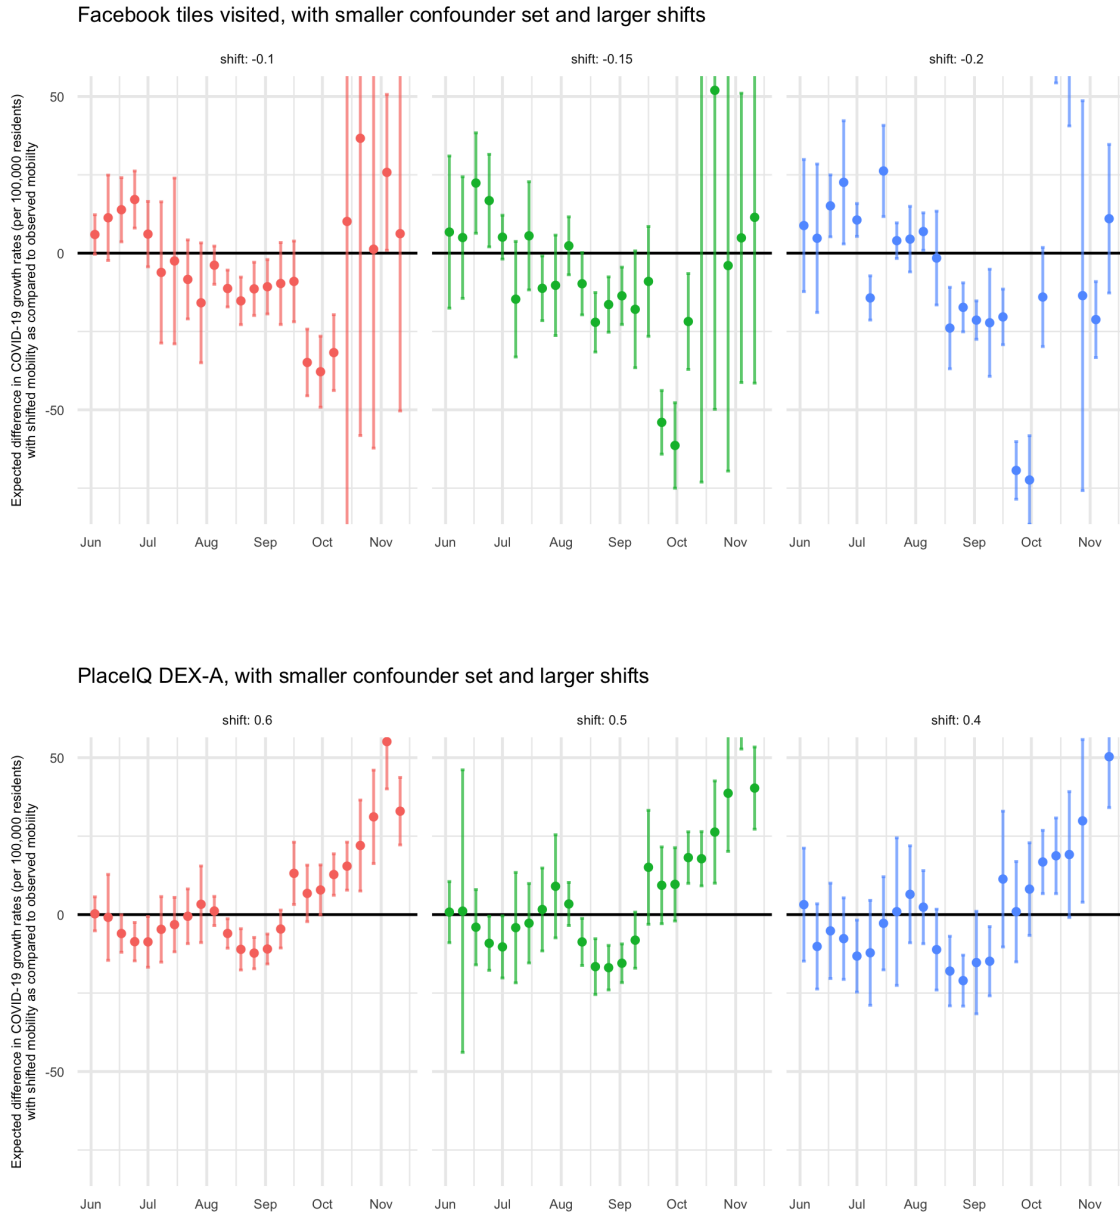 Facebook tiles visited, with smaller confounder set and larger shifts
shift: -0.1
shift: -0.15
shift: -0.2
Expected difference in COVID-19 growth rates (per 100,000 residents)
with shifted mobility as compared to observed mobility
50
0
-50
Jun Jul Aug Sep Oct Nov
Jun Jul Aug Sep Oct Nov
Jun Jul Aug Sep Oct Nov
PlaceIQ DEX-A, with smaller confounder set and larger shifts
shift: 0.6
shift: 0.5
shift: 0.4
Expected difference in COVID-19 growth rates (per 100,000 residents)
with shifted mobility as compared to observed mobility
50
0
-50
Jun Jul Aug Sep Oct Nov
Jun Jul Aug Sep Oct Nov
Jun Jul Aug Sep Oct Nov